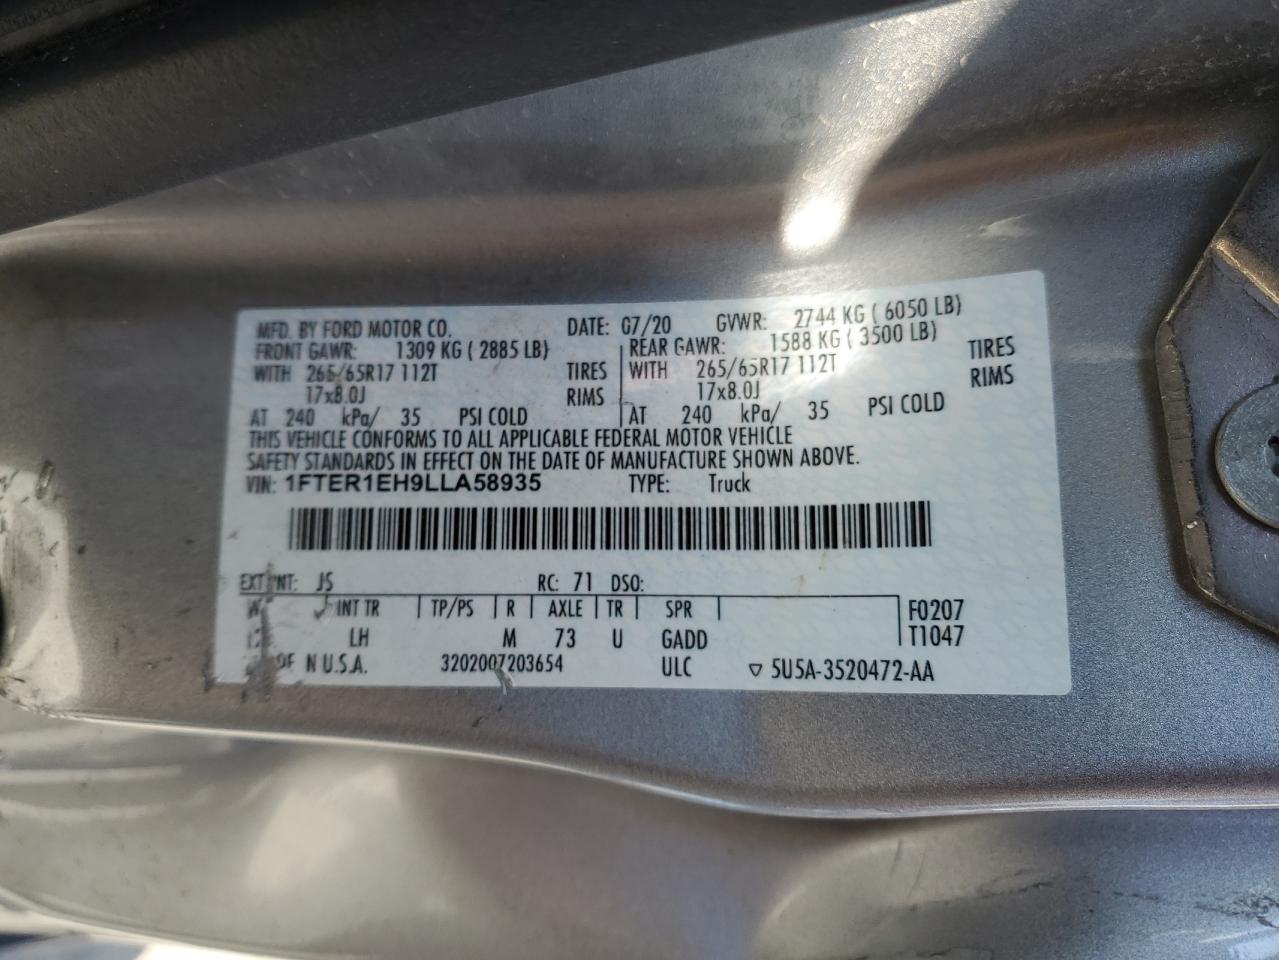 MFD. BY FORD MOTOR CO. DATE: 07/20 GVWR: 2744 KG ( 6050 LB)
FRONT GAWR: 1309 KG ( 2885 LB) REAR GAWR: 1588 KG ( 3500 LB)
WITH 265/65R17 112T TIRES WITH 265/65R17 112T TIRES
17x8.0J RIMS 17x8.0J RIMS
AT 240 kPa/ 35 PSI COLD AT 240 kPa/ 35 PSI COLD
THIS VEHICLE CONFORMS TO ALL APPLICABLE FEDERAL MOTOR VEHICLE
SAFETY STANDARDS IN EFFECT ON THE DATE OF MANUFACTURE SHOWN ABOVE.
VIN: 1FTER1EH9LLA58935 TYPE: Truck
EXT PNT: JS RC: 71 DSO:
INT TR TP/PS R AXLE TR SPR F0207
LH M 73 U GADD T1047
IN U.S.A. 3202007203654 ULC ▽ 5U5A-3520472-AA